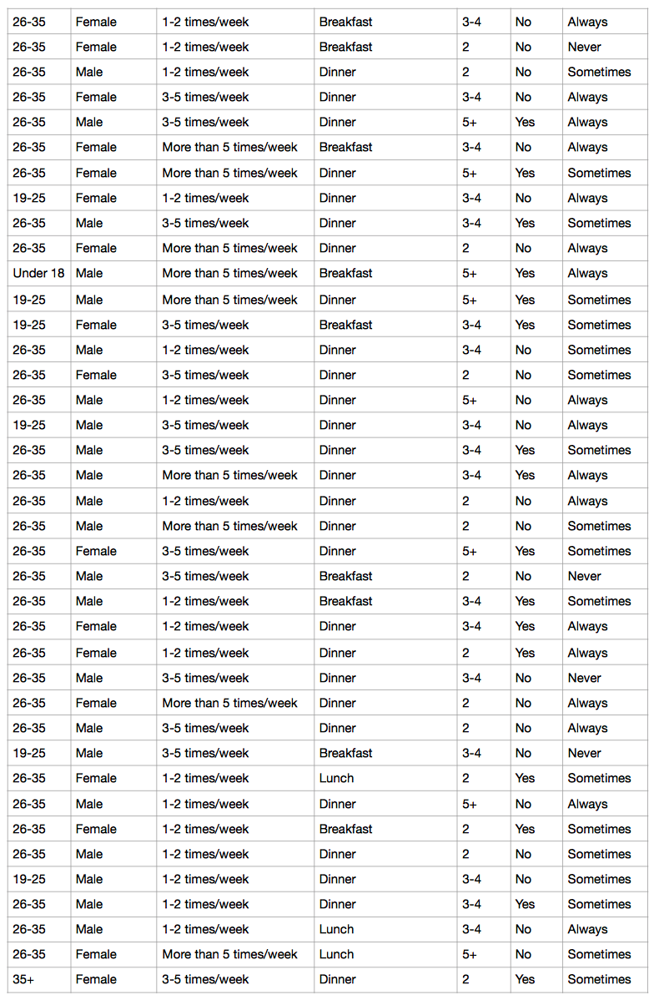 26-35 Female 1-2 times/week Breakfast 3-4 No Always
26-35 Female 1-2 times/week Breakfast 2 No Never
26-35 Male 1-2 times/week Dinner 2 No Sometimes
26-35 Female 3-5 times/week Dinner 3-4 No Always
26-35 Male 3-5 times/week Dinner 5+ Yes Always
26-35 Female More than 5 times/week Breakfast 3-4 No Always
26-35 Female More than 5 times/week Dinner 5+ Yes Sometimes
19-25 Female 1-2 times/week Dinner 3-4 No Always
26-35 Male 3-5 times/week Dinner 3-4 Yes Sometimes
26-35 Female More than 5 times/week Dinner 2 No Always
Under 18 Male More than 5 times/week Breakfast 5+ Yes Always
19-25 Male More than 5 times/week Dinner 5+ Yes Sometimes
19-25 Female 3-5 times/week Breakfast 3-4 Yes Sometimes
26-35 Male 1-2 times/week Dinner 3-4 No Sometimes
26-35 Female 3-5 times/week Dinner 2 No Sometimes
26-35 Male 1-2 times/week Dinner 5+ No Always
19-25 Male 3-5 times/week Dinner 3-4 No Always
26-35 Male 3-5 times/week Dinner 3-4 Yes Sometimes
26-35 Male More than 5 times/week Dinner 3-4 Yes Always
26-35 Male 1-2 times/week Dinner 2 No Always
26-35 Male More than 5 times/week Dinner 2 No Sometimes
26-35 Female 3-5 times/week Dinner 5+ Yes Sometimes
26-35 Male 3-5 times/week Breakfast 2 No Never
26-35 Male 1-2 times/week Breakfast 3-4 Yes Sometimes
26-35 Female 1-2 times/week Dinner 3-4 Yes Always
26-35 Female 1-2 times/week Dinner 2 Yes Always
26-35 Male 3-5 times/week Dinner 3-4 No Never
26-35 Female More than 5 times/week Dinner 2 No Always
26-35 Male 3-5 times/week Dinner 2 No Always
19-25 Male 3-5 times/week Breakfast 3-4 No Never
26-35 Female 1-2 times/week Lunch 2 Yes Sometimes
26-35 Male 1-2 times/week Dinner 5+ No Always
26-35 Female 1-2 times/week Breakfast 2 Yes Sometimes
26-35 Male 1-2 times/week Dinner 2 No Sometimes
19-25 Male 1-2 times/week Dinner 3-4 No Sometimes
26-35 Male 1-2 times/week Dinner 3-4 Yes Sometimes
26-35 Male 1-2 times/week Lunch 3-4 No Always
26-35 Female More than 5 times/week Lunch 5+ No Sometimes
35+ Female 3-5 times/week Dinner 2 Yes Sometimes